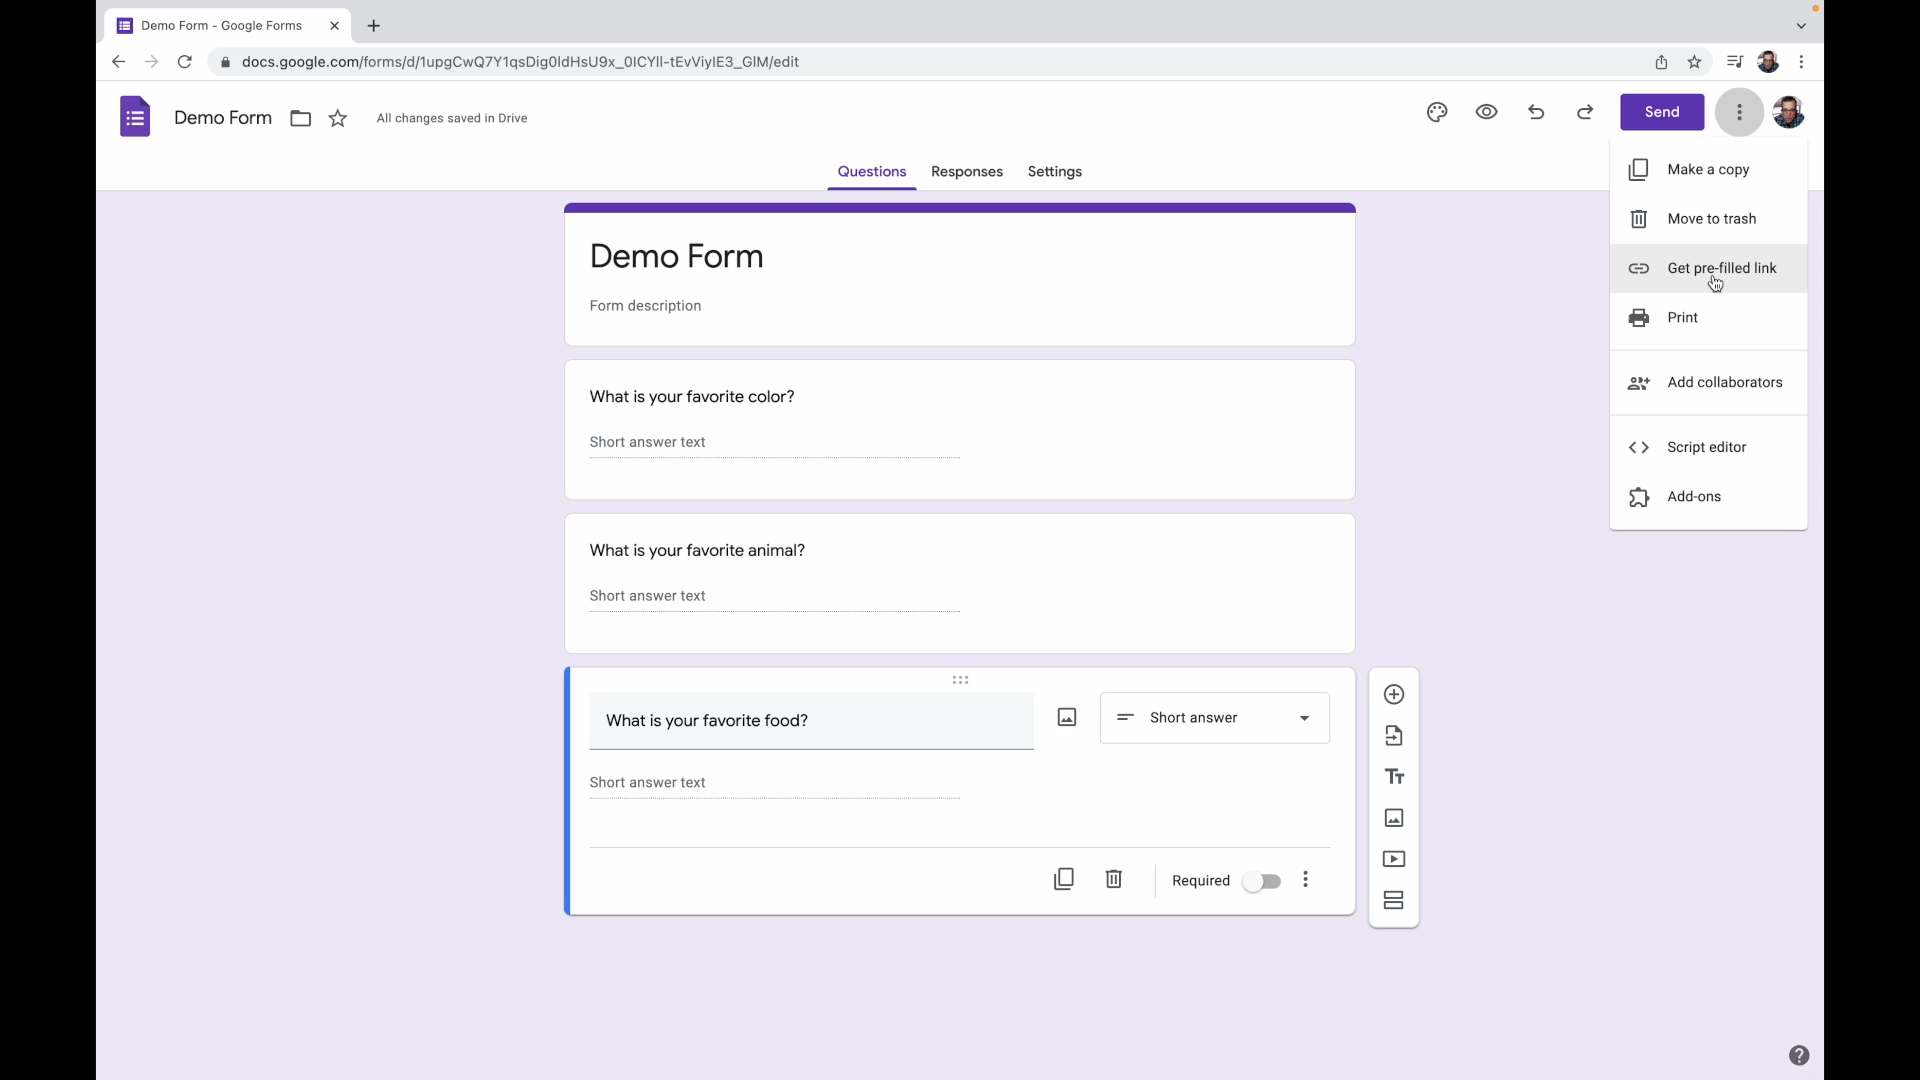 Demo Form - Google Forms
docs.google.com/forms/d/1upgCwQ7Y1qsDig0IdHsU9x_0ICYIl-tEvViyIE3_GIM/edit
Demo Form
All changes saved in Drive
Send
Questions Responses Settings
Make a copy
Move to trash
Get pre-filled link
Print
Add collaborators
Script editor
Add-ons
Demo Form
Form description
What is your favorite color?
Short answer text
What is your favorite animal?
Short answer text
What is your favorite food?
Short answer
Short answer text
Required